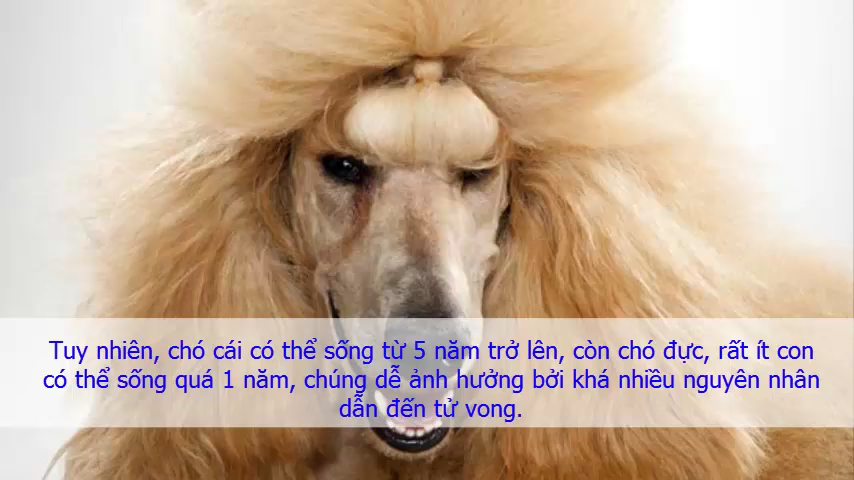 Tuy nhiên, chó cái có thể sống từ 5 năm trở lên, còn chó đực, rất ít con
có thể sống quá 1 năm, chúng dễ ảnh hưởng bởi khá nhiều nguyên nhân
dẫn đến tử vong.